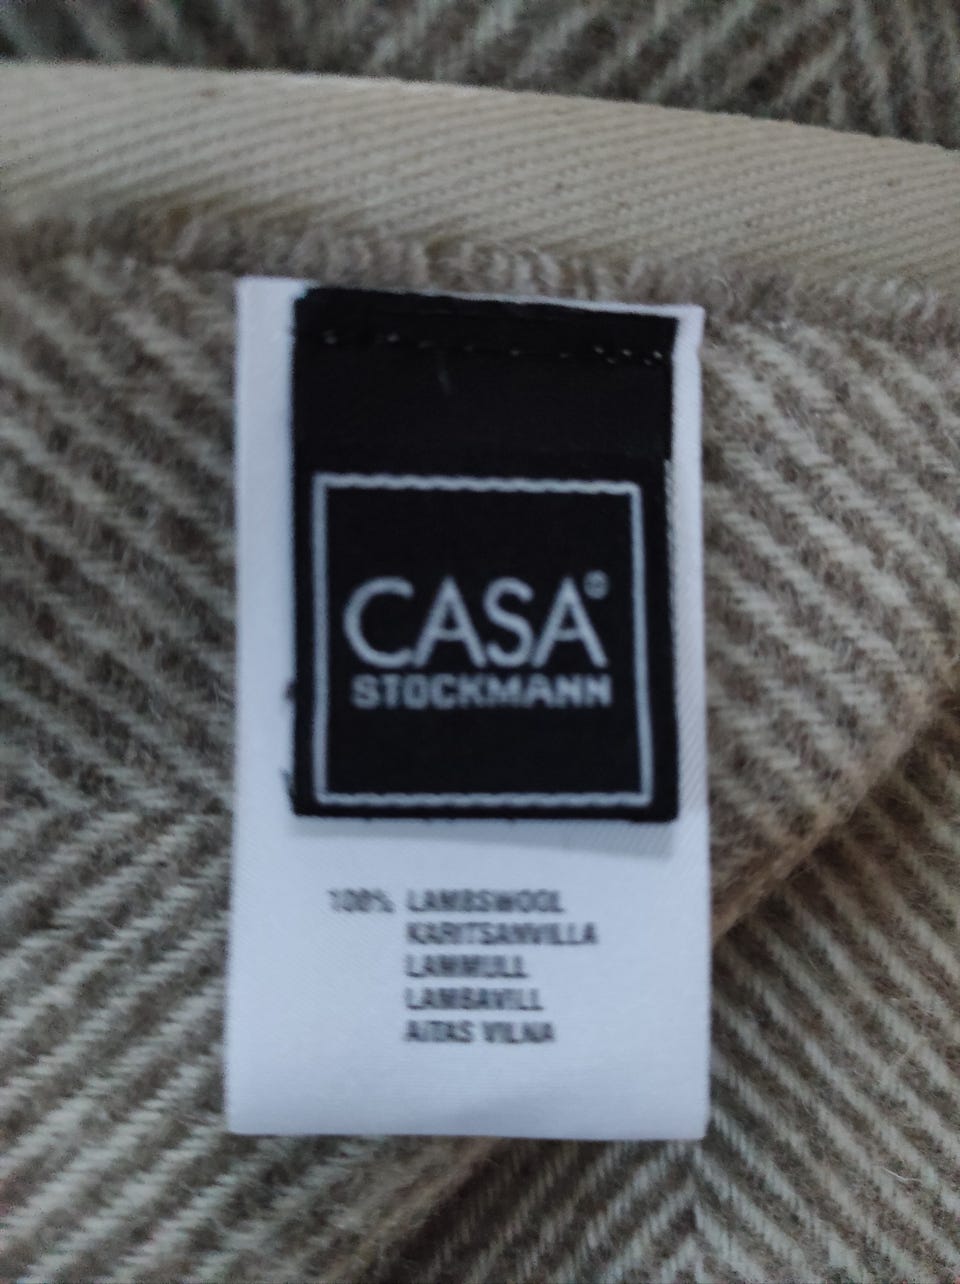 CASA®
STOCKMANN
100% LAMBSWOOL
KARITSANVILLA
LAMMULL
LAMBAVILL
AITAS VILNA